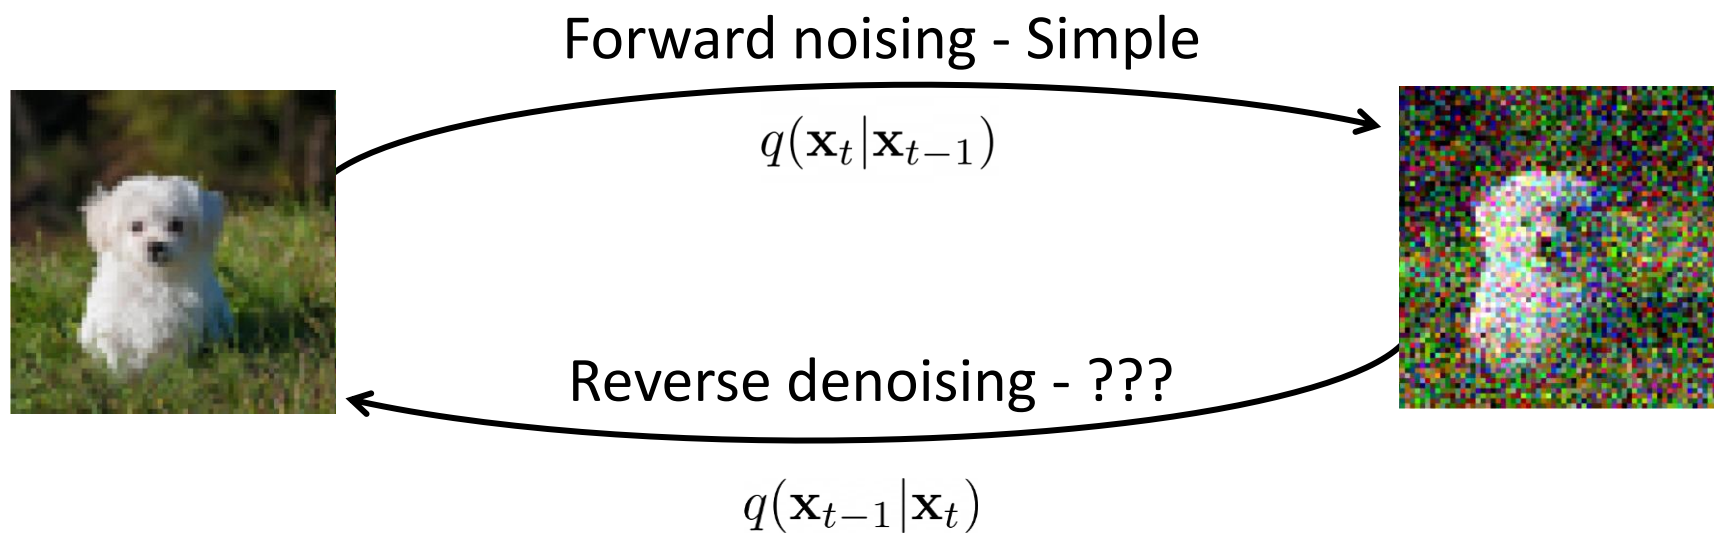 Forward noising - Simple
q(𝐱ₜ|𝐱ₜ₋₁)
Reverse denoising - ???
q(𝐱ₜ₋₁|𝐱ₜ)